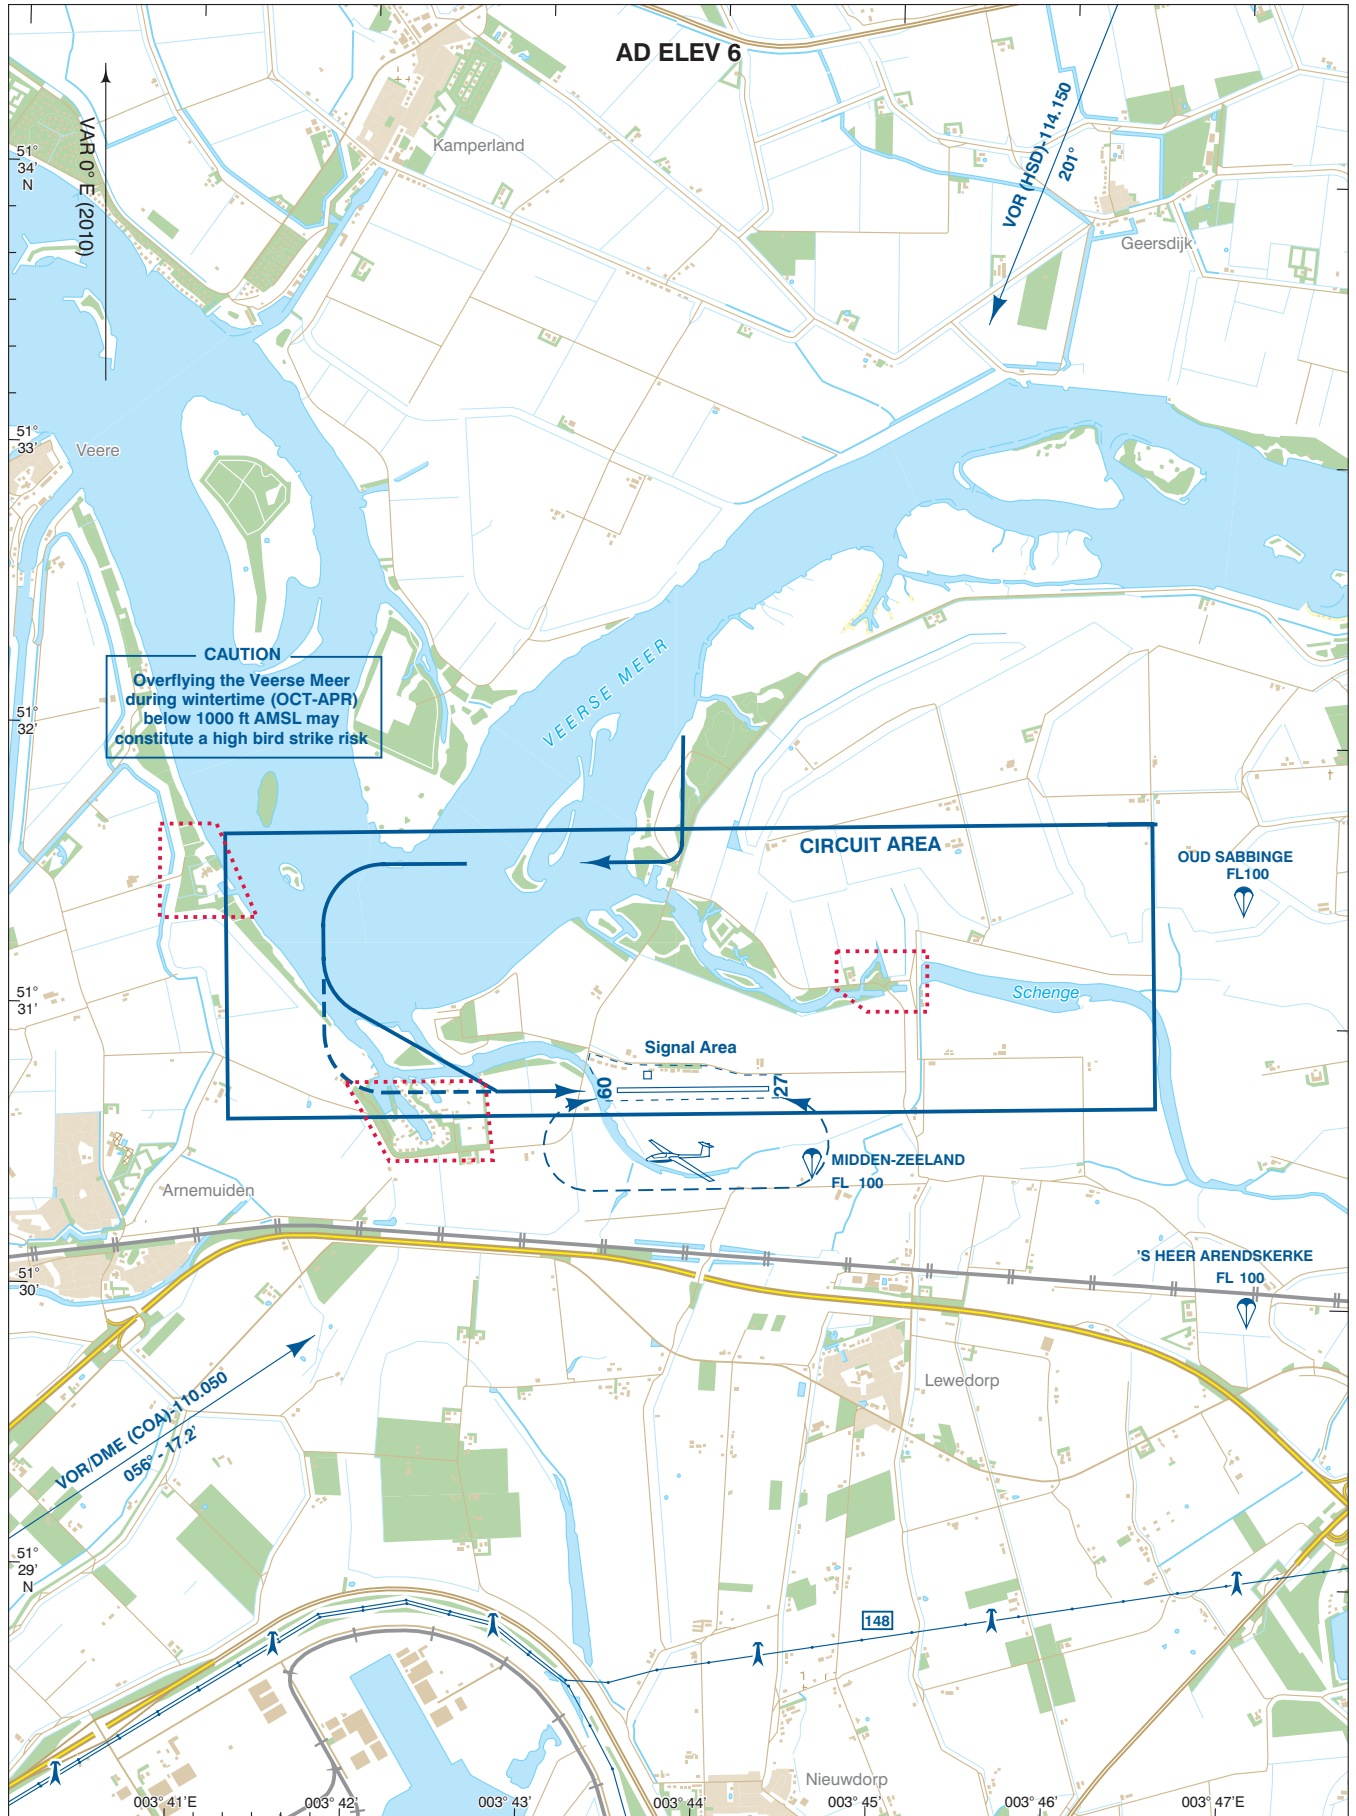 AD ELEV 6
VAR 0° E (2010)
51°
34'
N
Kamperland
VOR (HSD)-114.150
201°
Geersdijk
51°
33'
Veere
CAUTION
Overflying the Veerse Meer
during wintertime (OCT-APR)
below 1000 ft AMSL may
constitute a high bird strike risk
VEERSE MEER
51°
32'
CIRCUIT AREA
OUD SABBINGE
FL100
51°
31'
Schenge
Signal Area
09
27
MIDDEN-ZEELAND
FL 100
Arnemuiden
51°
30'
'S HEER ARENDSKERKE
FL 100
Lewedorp
VOR/DME (COA)-110.050
056° - 17.2'
51°
29'
N
148
Nieuwdorp
003° 41'E
003° 42'
003° 43'
003° 44'
003° 45'
003° 46'
003° 47'E